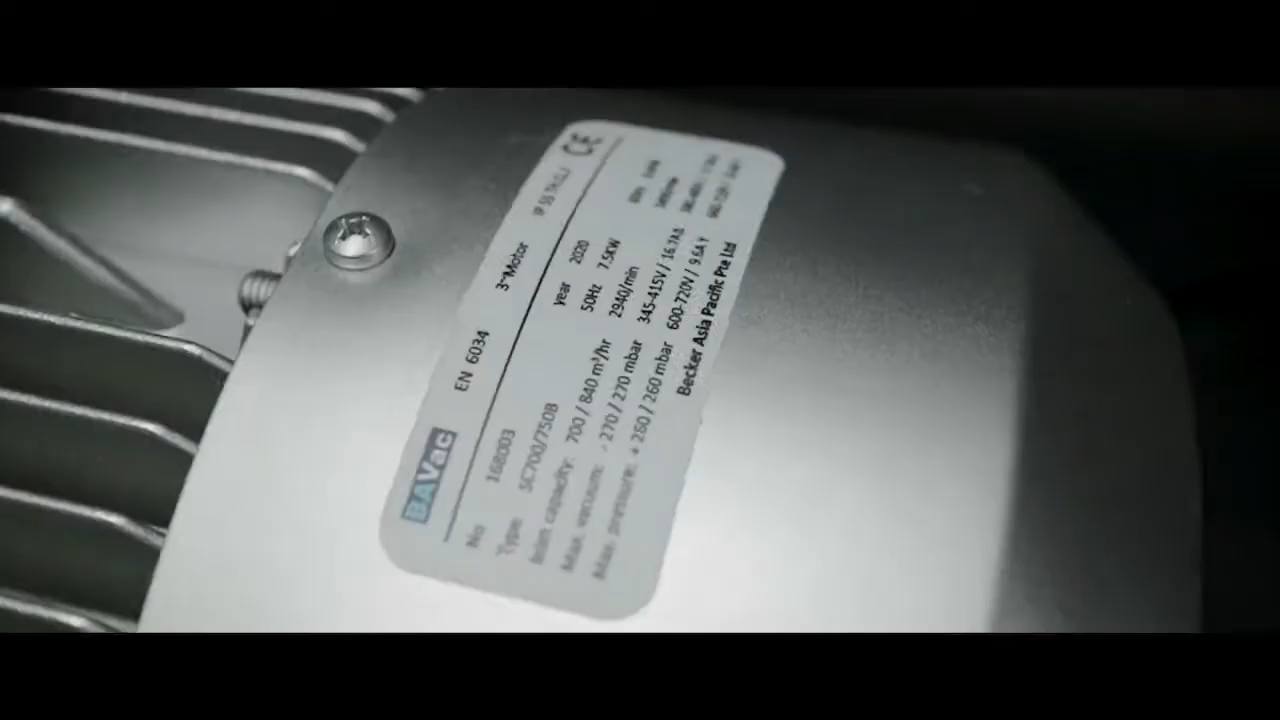 BAVac EN 6034 3~Motor CE
No 168003 year 2020
Type SC700/750B 50Hz 7.5KW
capacity: 700 / 840 m³/hr 2940/min
Max. vacuum: - 270 / 270 mbar 345-415V / 16.7A Δ
Max. pressure: + 260 / 260 mbar 600-720V / 9.6A Y
Becker Asia Pacific Pte Ltd